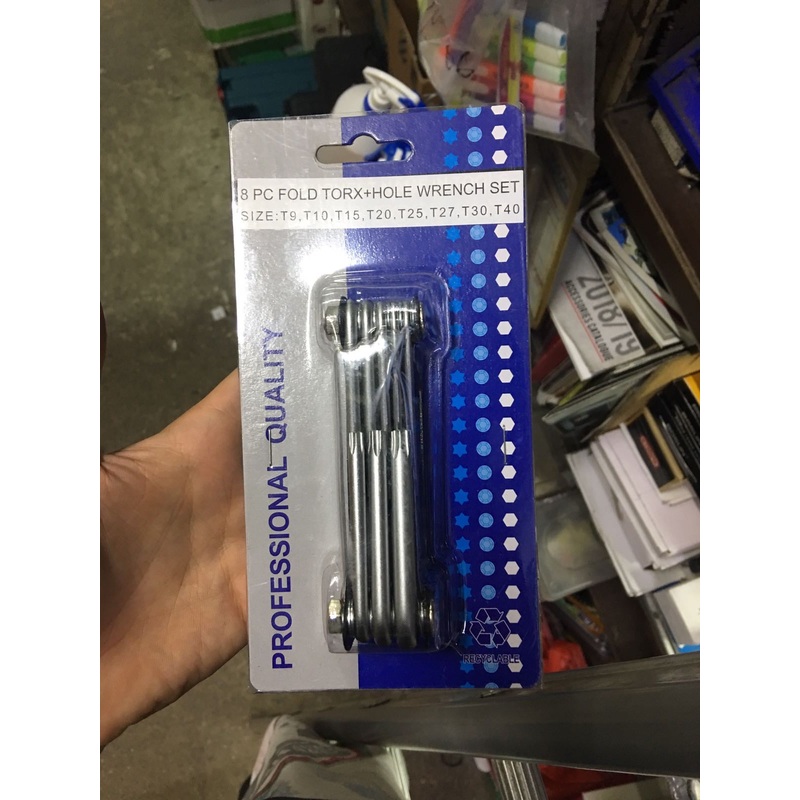 8 PC FOLD TORX+HOLE WRENCH SET
SIZE:T9,T10,T15,T20,T25,T27,T30,T40
PROFESSIONAL QUALITY
RECYCLABLE
2018/19
ACCESSORIES CATALOGUE